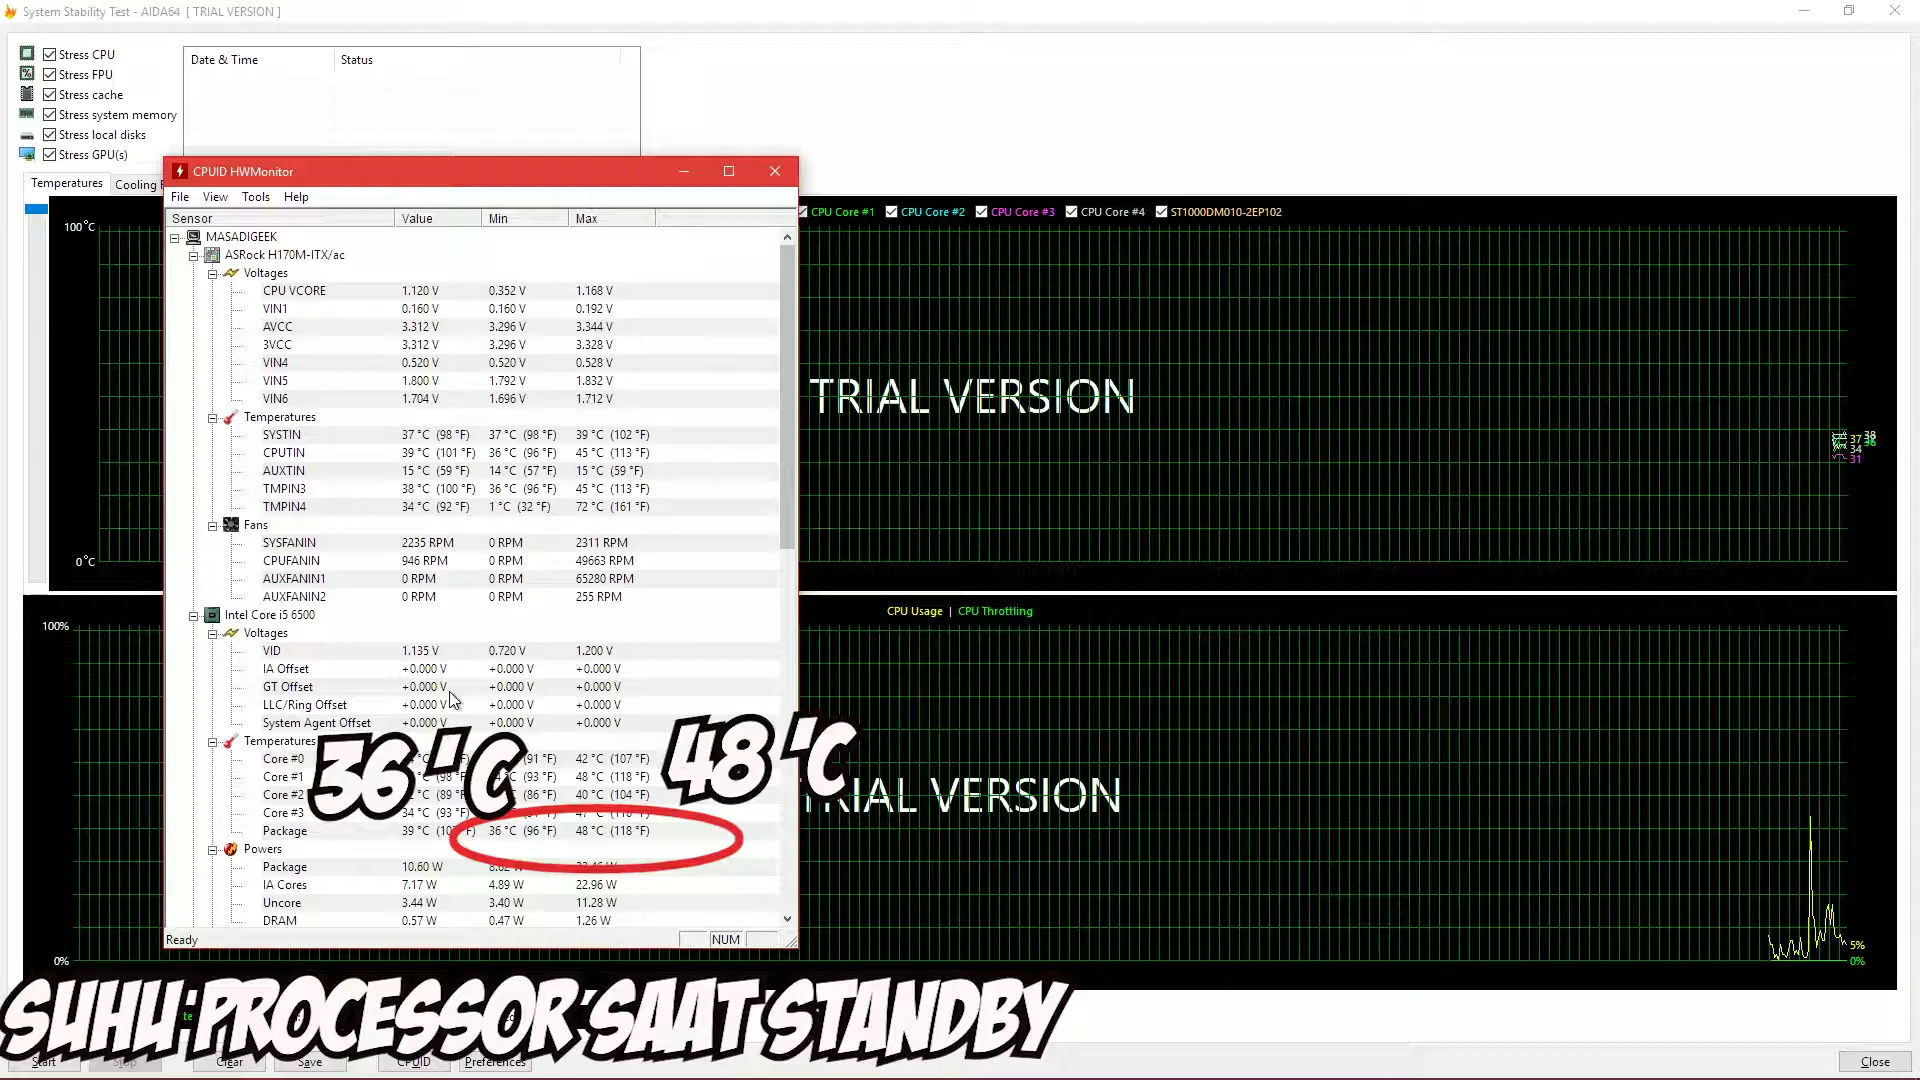 System Stability Test - AIDA64 [ TRIAL VERSION ]
Stress CPU
Stress FPU
Stress cache
Stress system memory
Stress local disks
Stress GPU(s)
Date & Time Status
Temperatures Cooling
CPUID HWMonitor
File View Tools Help
Sensor Value Min Max
MASADIGEEK
ASRock H170M-ITX/ac
Voltages
CPU VCORE 1.120 V 0.352 V 1.168 V
VIN1 0.160 V 0.160 V 0.192 V
AVCC 3.312 V 3.296 V 3.344 V
3VCC 3.312 V 3.296 V 3.328 V
VIN4 0.520 V 0.520 V 0.528 V
VIN5 1.800 V 1.792 V 1.832 V
VIN6 1.704 V 1.696 V 1.712 V
Temperatures
SYSTIN 37 °C (98 °F) 37 °C (98 °F) 39 °C (102 °F)
CPUTIN 39 °C (101 °F) 36 °C (96 °F) 45 °C (113 °F)
AUXTIN 15 °C (59 °F) 14 °C (57 °F) 15 °C (59 °F)
TMPIN3 38 °C (100 °F) 36 °C (96 °F) 45 °C (113 °F)
TMPIN4 34 °C (92 °F) 1 °C (32 °F) 72 °C (161 °F)
Fans
SYSFANIN 2235 RPM 0 RPM 2311 RPM
CPUFANIN 946 RPM 0 RPM 49663 RPM
AUXFANIN1 0 RPM 0 RPM 65280 RPM
AUXFANIN2 0 RPM 0 RPM 255 RPM
Intel Core i5 6500
Voltages
VID 1.135 V 0.720 V 1.200 V
IA Offset +0.000 V +0.000 V +0.000 V
GT Offset +0.000 V +0.000 V +0.000 V
LLC/Ring Offset +0.000 V +0.000 V +0.000 V
System Agent Offset +0.000 V +0.000 V +0.000 V
Temperatures
Core #0 (91 °F) 42 °C (107 °F)
Core #1 (98 °F) (93 °F) 48 °C (118 °F)
Core #2 (89 °F) (86 °F) 40 °C (104 °F)
Core #3 34 °C (93 °F)
Package 39 °C 36 °C (96 °F) 48 °C (118 °F)
Powers
Package 10.60 W
IA Cores 7.17 W 4.89 W 22.96 W
Uncore 3.44 W 3.40 W 11.28 W
DRAM 0.57 W 0.47 W 1.26 W
Ready NUM
36 °C 48 °C
100°C
0°C
CPU Core #1 CPU Core #2 CPU Core #3 CPU Core #4 ST1000DM010-2EP102
TRIAL VERSION
37 38
36
34
31
CPU Usage | CPU Throttling
100%
0%
TRIAL VERSION
5%
0%
SUHU PROCESSOR SAAT STANDBY
Start Stop Clear Save CPUID Preferences Close